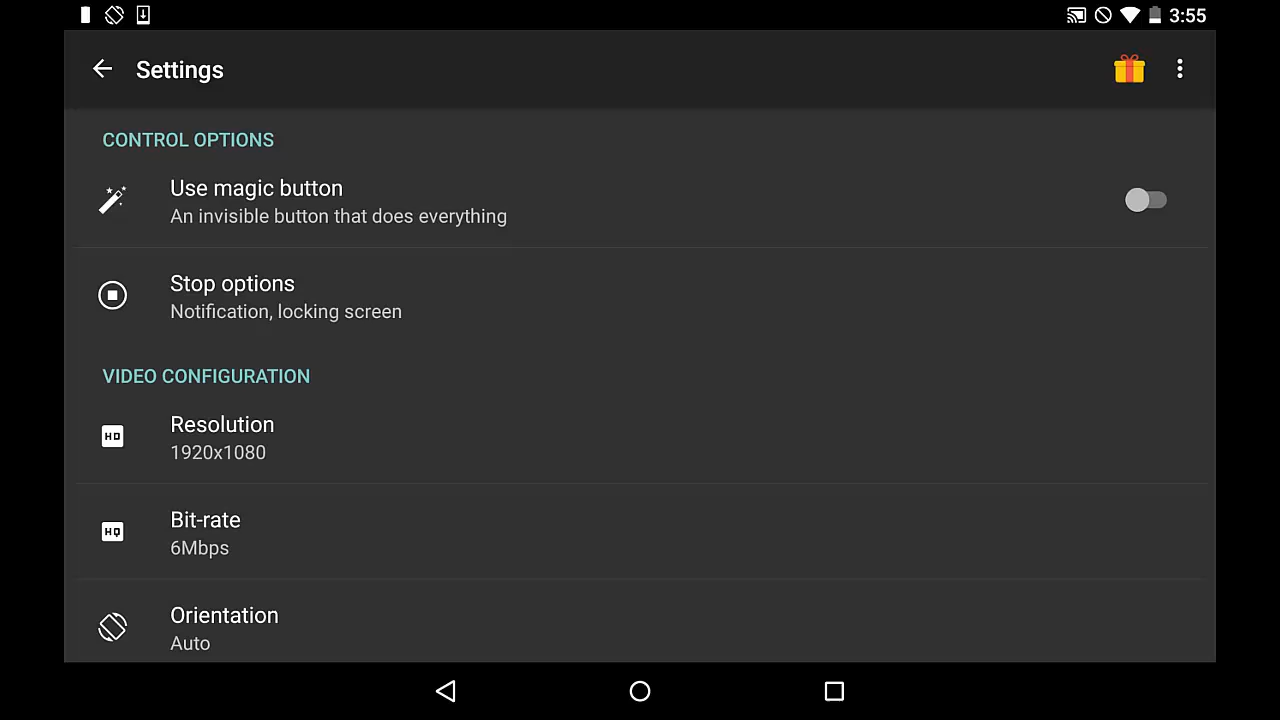 3:55
Settings
CONTROL OPTIONS
Use magic button
An invisible button that does everything
Stop options
Notification, locking screen
VIDEO CONFIGURATION
HD
Resolution
1920x1080
HQ
Bit-rate
6Mbps
Orientation
Auto